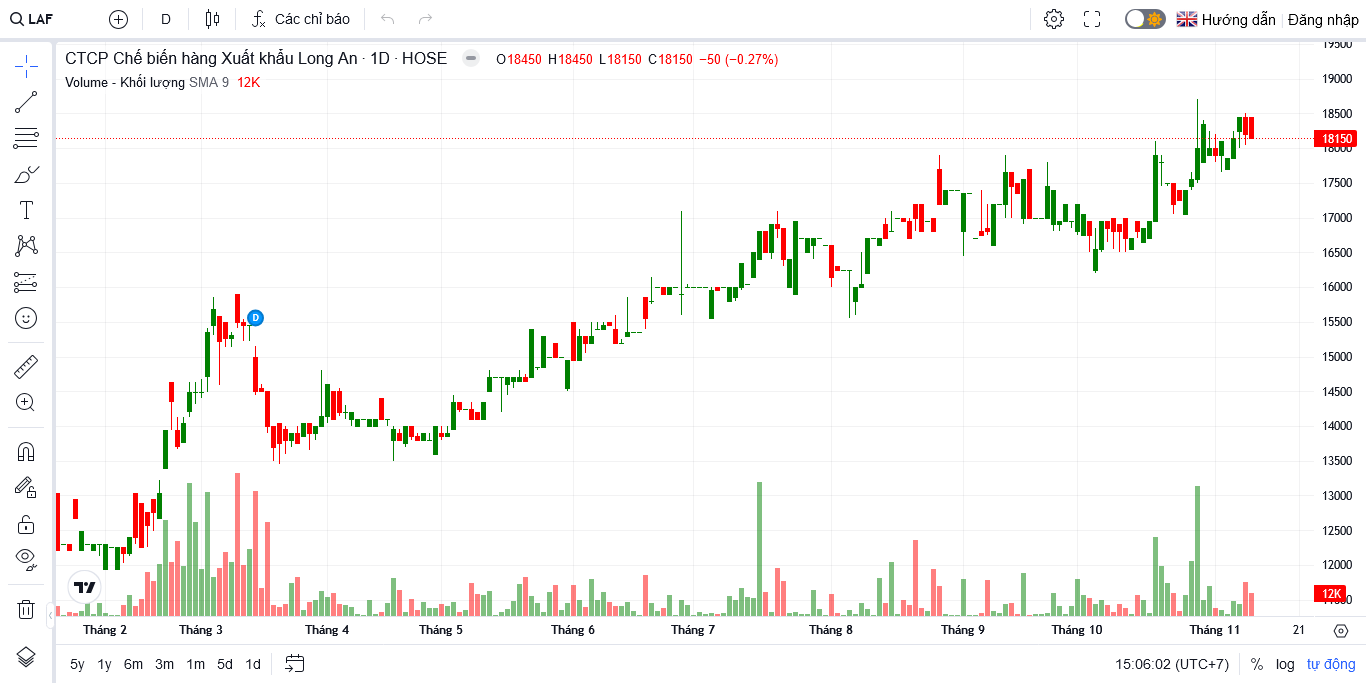 LAF D Các chỉ báo Hướng dẫn Đăng nhập
CTCP Chế biến hàng Xuất khẩu Long An · 1D · HOSE O18450 H18450 L18150 C18150 −50 (−0.27%)
Volume - Khối lượng SMA 9 12K
19500
19000
18500
18150
18000
17500
17000
16500
16000
D
15500
15000
14500
14000
13500
13000
12500
12000
12K
Tháng 2 Tháng 3 Tháng 4 Tháng 5 Tháng 6 Tháng 7 Tháng 8 Tháng 9 Tháng 10 Tháng 11 21
5y 1y 6m 3m 1m 5d 1d 15:06:02 (UTC+7) % log tự động